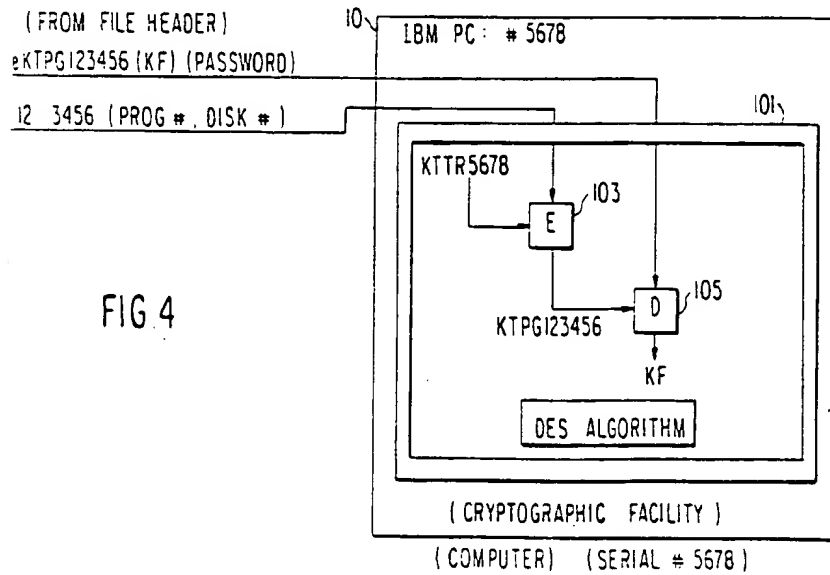 (FROM FILE HEADER)
eKTPG123456 (KF) (PASSWORD)
12 3456 (PROG #, DISK #)
10
IBM PC: # 5678
101
KTTR5678
E
103
D
105
KTPG123456
KF
FIG 4
DES ALGORITHM
(CRYPTOGRAPHIC FACILITY)
(COMPUTER) (SERIAL # 5678)